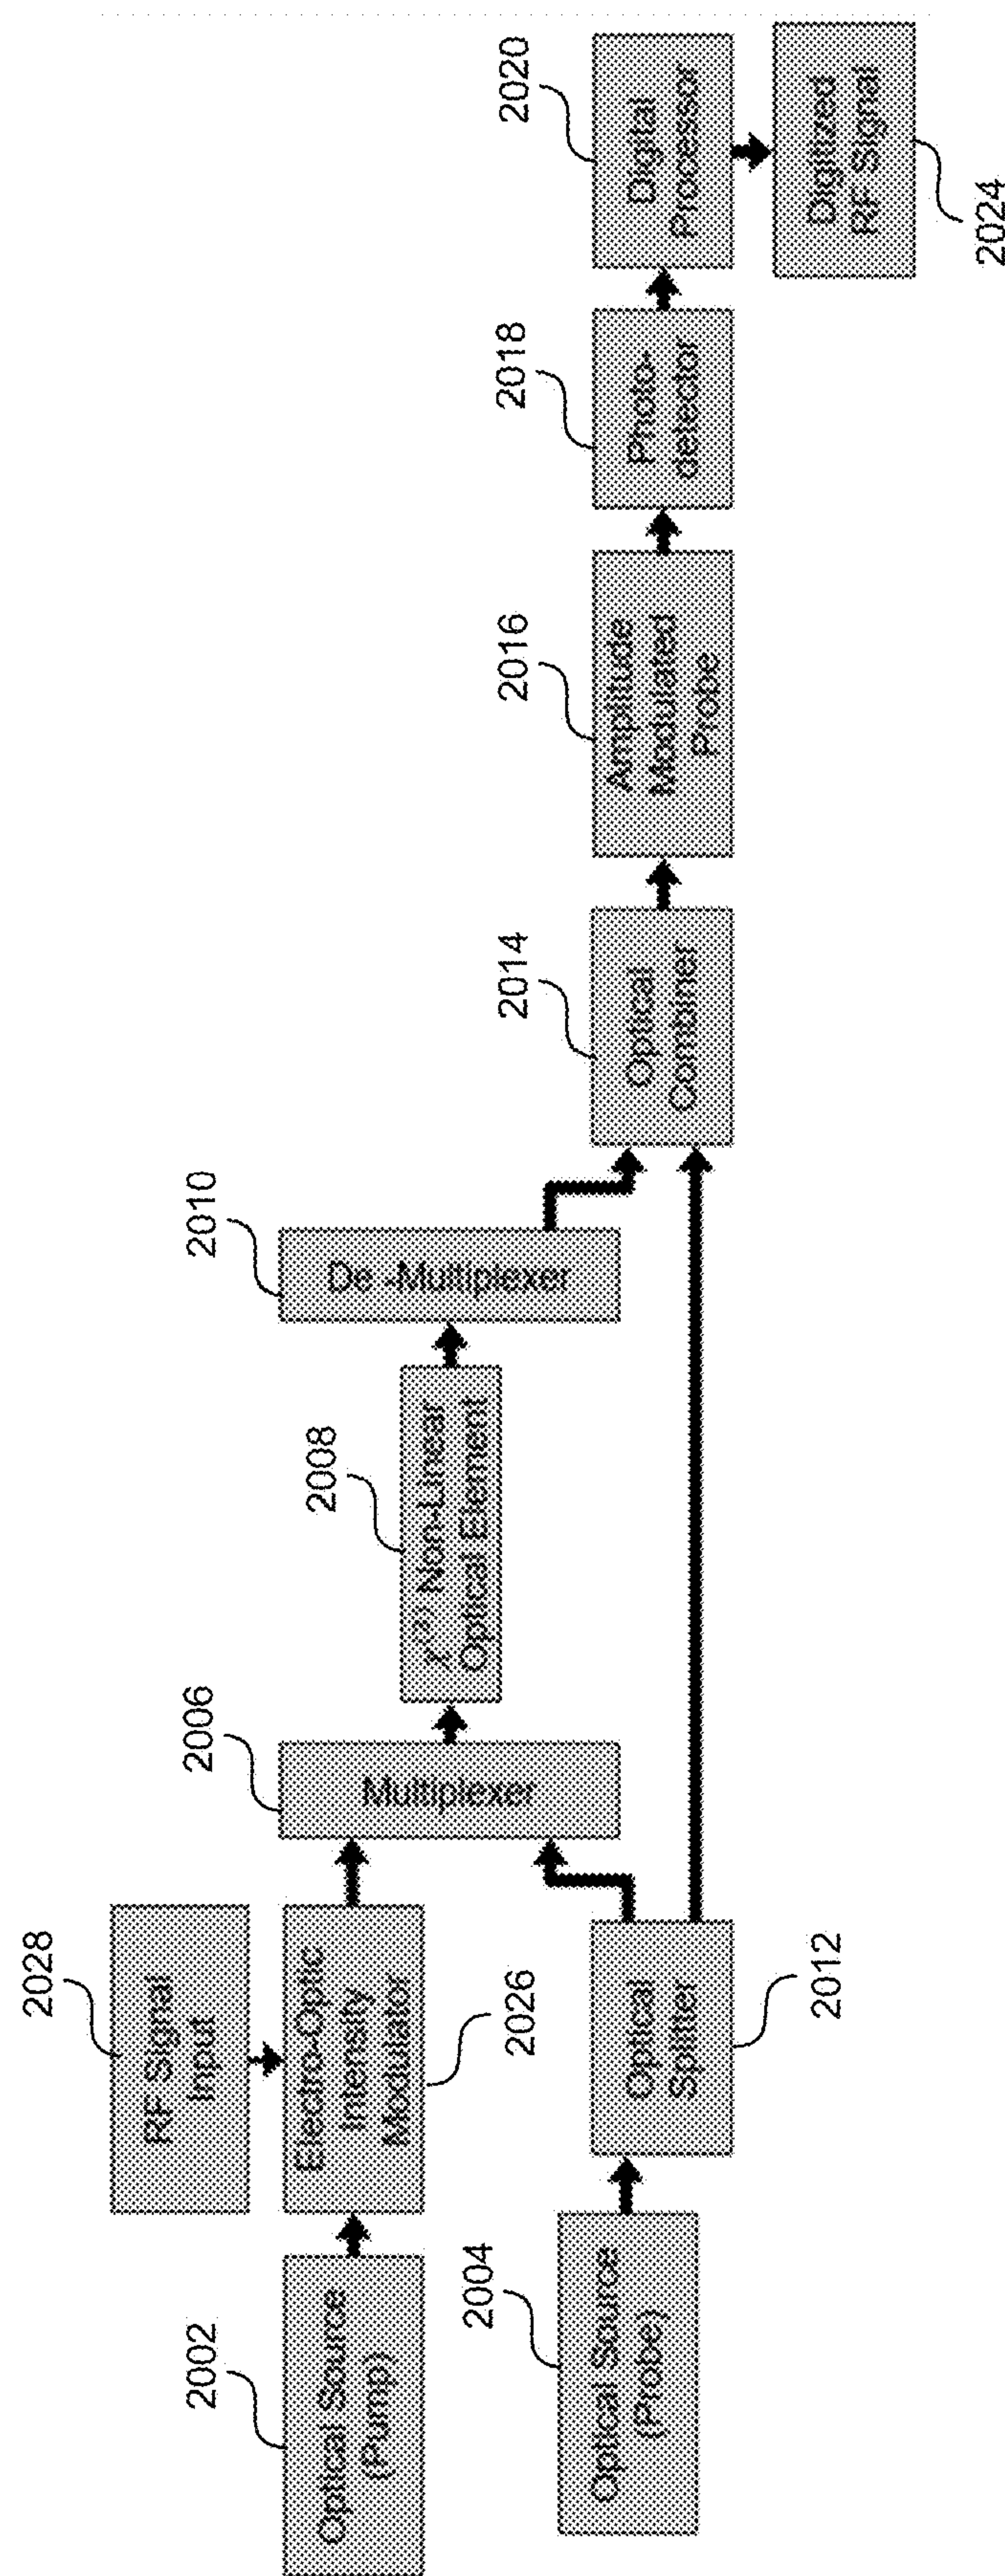 2028
RF Signal
Input
2002
Optical Source
(Pump)
Electro-Optic
Intensity
Modulator
2026
2004
Optical Source
(Probe)
Optical
Splitter
2012
2006
Multiplexer
2008
χ(3) Non-Linear
Optical Element
2010
De -Multiplexer
2014
Optical
Combiner
2016
Amplitude
Modulated
Probe
2018
Photo-
detector
2020
Digital
Processor
Digitized
RF Signal
2024